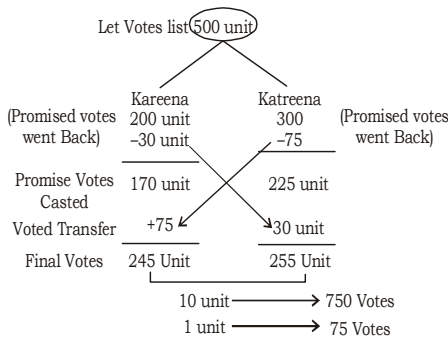 Let Votes list 500 unit
Kareena Katreena
(Promised votes 200 unit 300 (Promised votes
went Back) –30 unit –75 went Back)
Promise Votes 170 unit 225 unit
Casted
Voted Transfer +75 30 unit
Final Votes 245 Unit 255 Unit
10 unit 750 Votes
1 unit 75 Votes